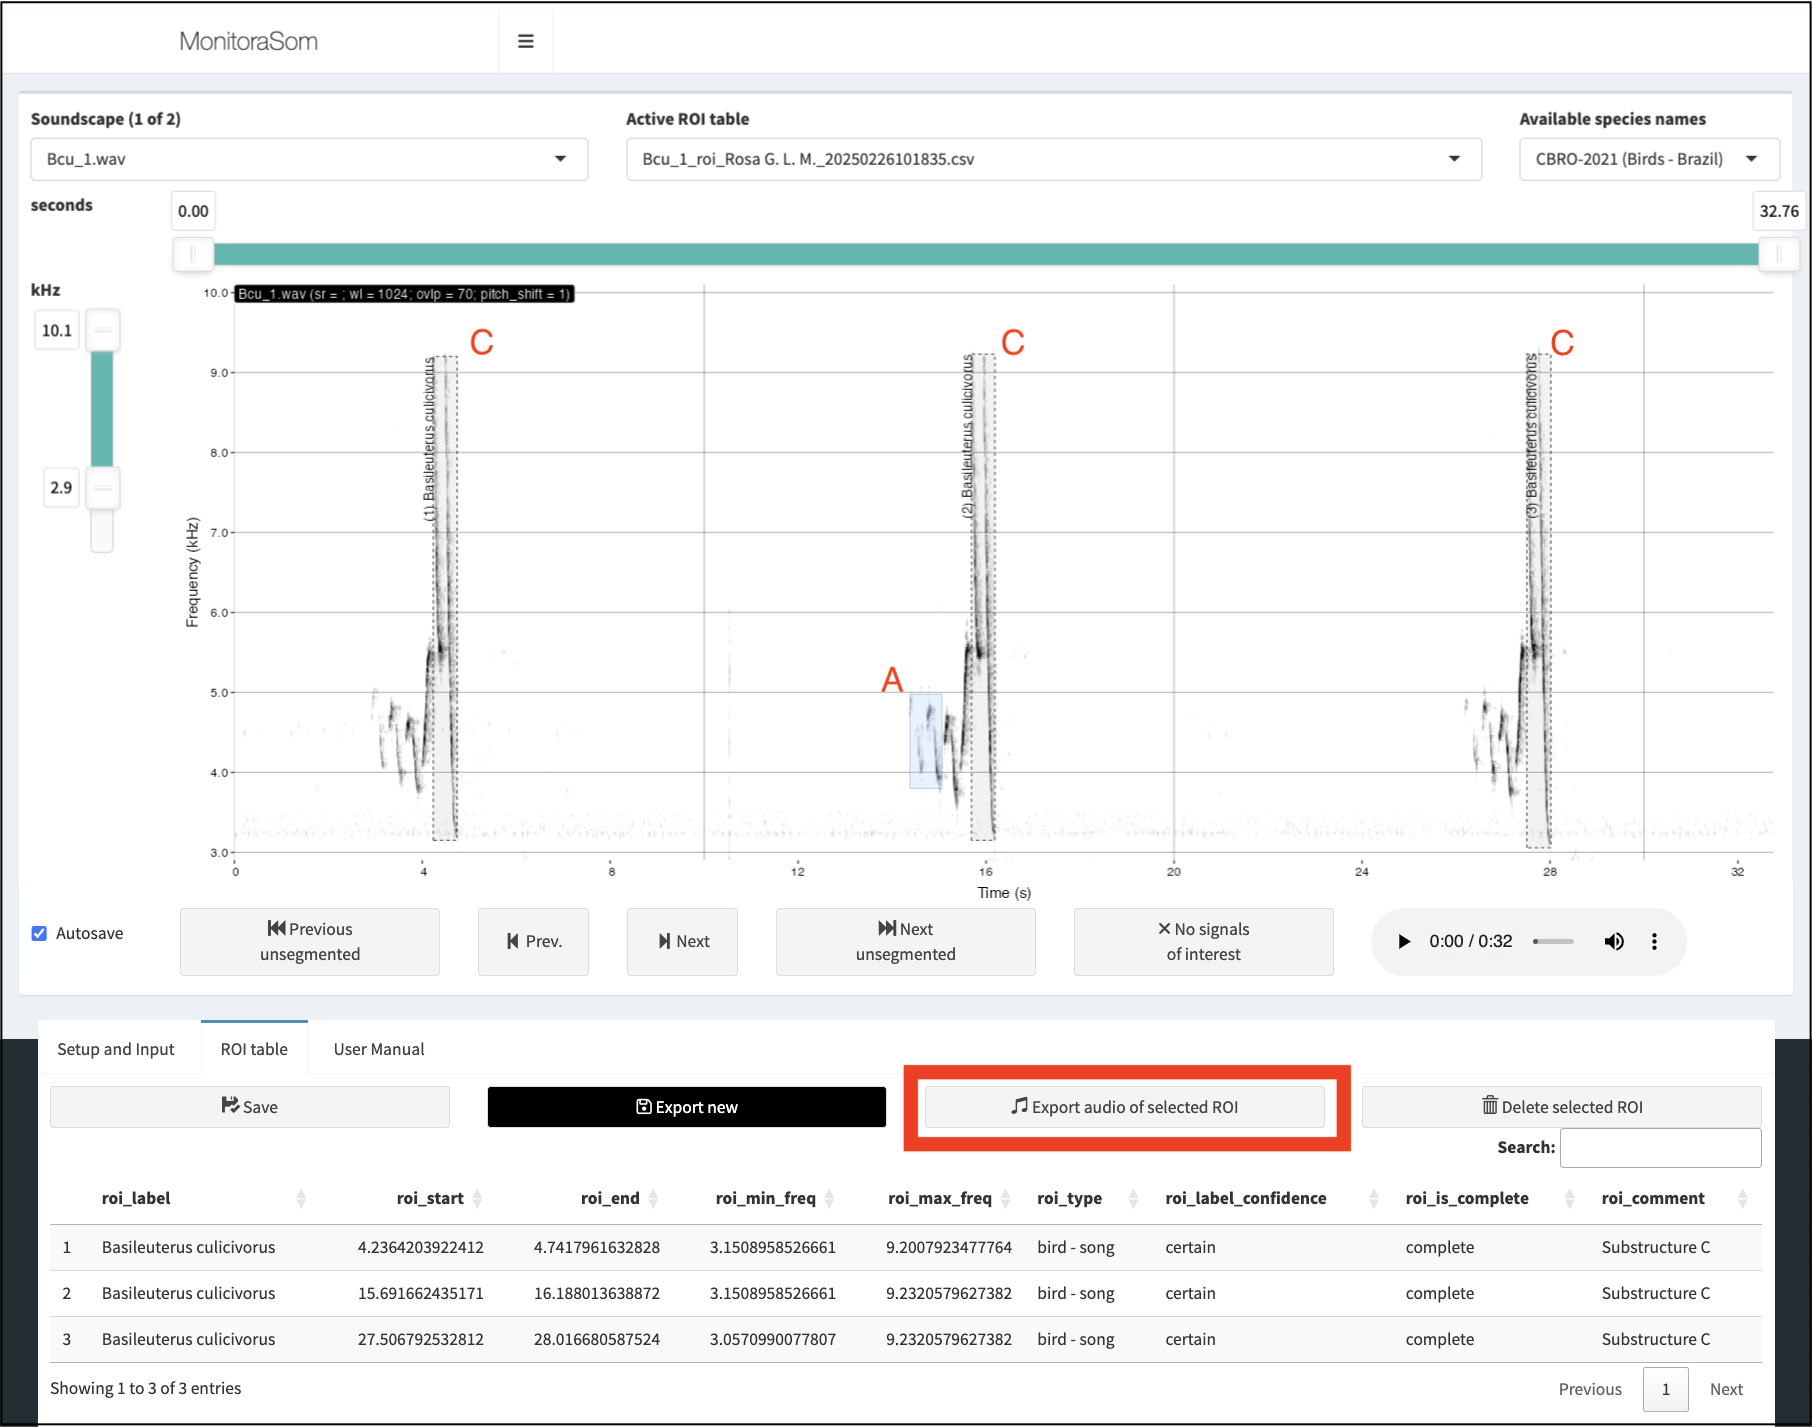 MonitoraSom
Soundscape (1 of 2)
Active ROI table
Available species names
Bcu_1.wav
Bcu_1_roi_Rosa G. L. M._20250226101835.csv
CBRO-2021 (Birds - Brazil)
seconds
0.00
32.76
kHz
10.1
2.9
Bcu_1.wav (sr = ; wl = 1024; ovlp = 70; pitch_shift = 1)
10.0
9.0
8.0
7.0
6.0
5.0
4.0
3.0
Frequency (kHz)
C
C
C
A
(1) Basileuterus culicivorus
(2) Basileuterus culicivorus
(3) Basileuterus culicivorus
0 4 8 12 16 20 24 28 32
Time (s)
Autosave
Previous
unsegmented
Prev.
Next
Next
unsegmented
No signals
of interest
0:00 / 0:32
Setup and Input
ROI table
User Manual
Save
Export new
Export audio of selected ROI
Delete selected ROI
Search:
roi_label roi_start roi_end roi_min_freq roi_max_freq roi_type roi_label_confidence roi_is_complete roi_comment
1 Basileuterus culicivorus 4.2364203922412 4.7417961632828 3.1508958526661 9.2007923477764 bird - song certain complete Substructure C
2 Basileuterus culicivorus 15.691662435171 16.188013638872 3.1508958526661 9.2320579627382 bird - song certain complete Substructure C
3 Basileuterus culicivorus 27.506792532812 28.016680587524 3.0570990077807 9.2320579627382 bird - song certain complete Substructure C
Showing 1 to 3 of 3 entries
Previous 1 Next